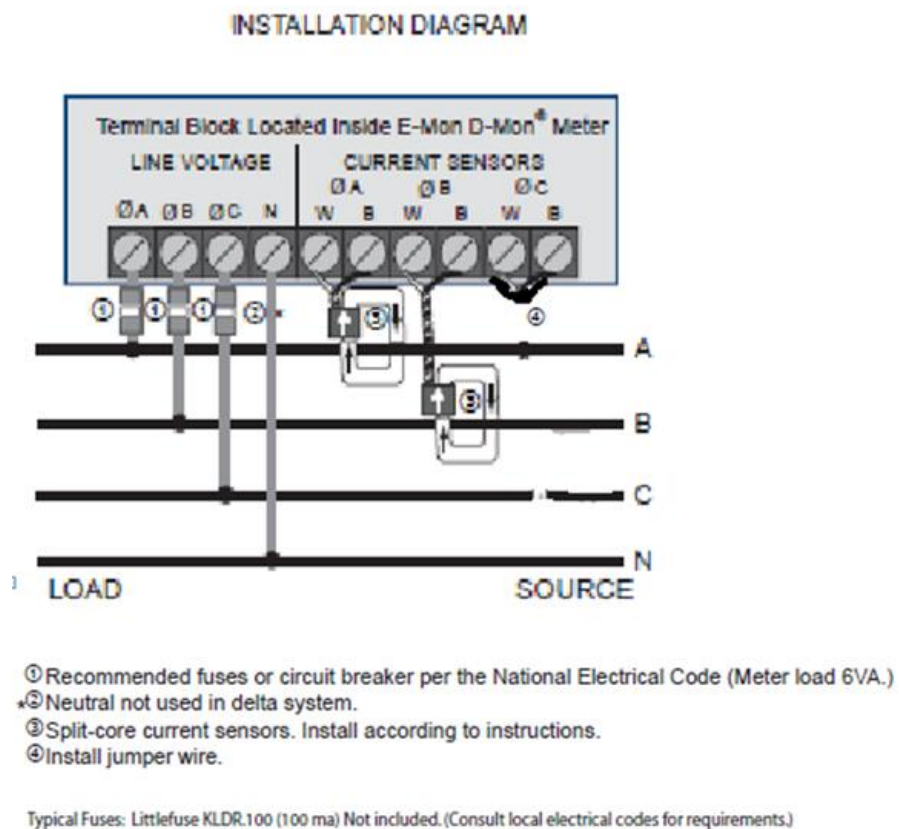 INSTALLATION DIAGRAM
Terminal Block Located Inside E-Mon D-Mon® Meter
LINE VOLTAGE CURRENT SENSORS
ØA ØB ØC
ØA ØB ØC N W B W B W B
① ① ① ②* ③
④
A
③
B
C
N
LOAD SOURCE
①Recommended fuses or circuit breaker per the National Electrical Code (Meter load 6VA.)
*②Neutral not used in delta system.
③Split-core current sensors. Install according to instructions.
④Install jumper wire.
Typical Fuses: Littlefuse KLDR.100 (100 ma) Not included. (Consult local electrical codes for requirements.)